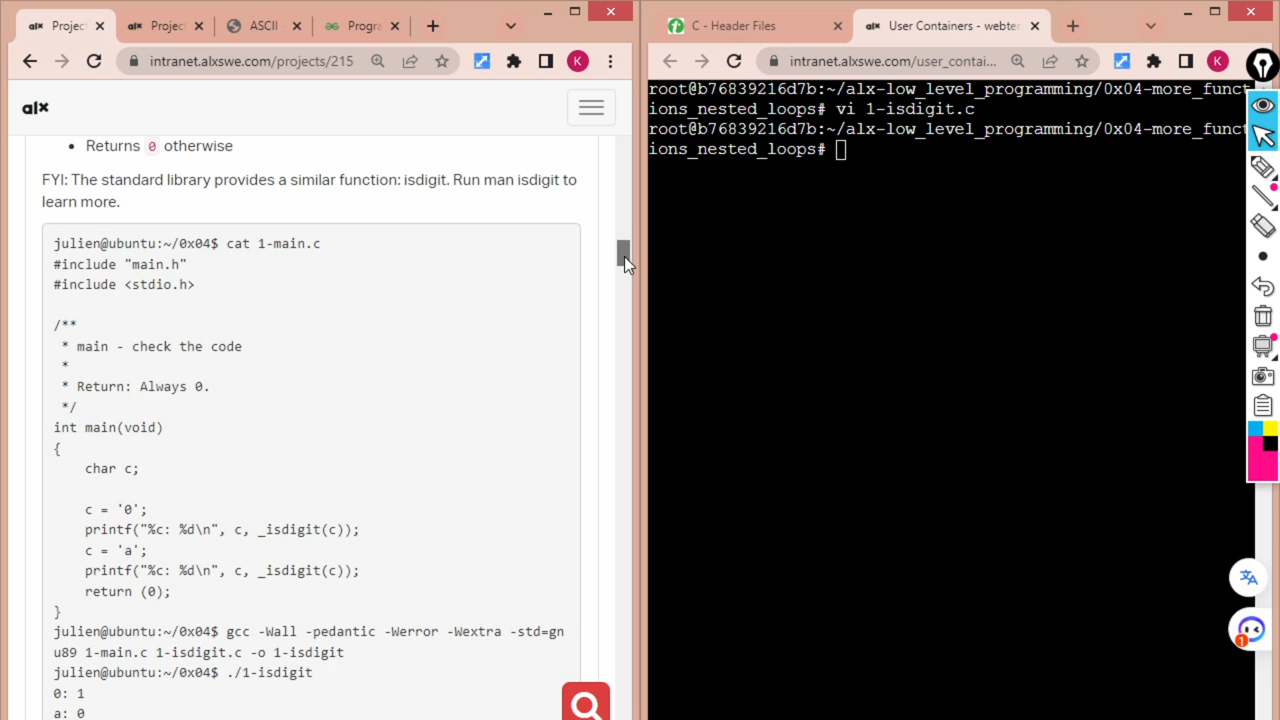 Projec
Projec
ASCII
Progra
intranet.alxswe.com/projects/215
K
alx
• Returns 0 otherwise
FYI: The standard library provides a similar function: isdigit. Run man isdigit to
learn more.
julien@ubuntu:~/0x04$ cat 1-main.c
#include "main.h"
#include <stdio.h>
/**
 * main - check the code
 *
 * Return: Always 0.
 */
int main(void)
{
    char c;
    c = '0';
    printf("%c: %d\n", c, _isdigit(c));
    c = 'a';
    printf("%c: %d\n", c, _isdigit(c));
    return (0);
}
julien@ubuntu:~/0x04$ gcc -Wall -pedantic -Werror -Wextra -std=gn
u89 1-main.c 1-isdigit.c -o 1-isdigit
julien@ubuntu:~/0x04$ ./1-isdigit
0: 1
a: 0
C - Header Files
alx User Containers - webter
intranet.alxswe.com/user_contai...
K
root@b76839216d7b:~/alx-low_level_programming/0x04-more_funct
ions_nested_loops# vi 1-isdigit.c
root@b76839216d7b:~/alx-low_level_programming/0x04-more_funct
ions_nested_loops#
1